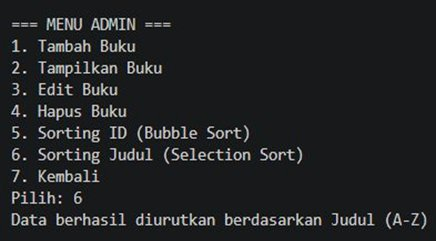 === MENU ADMIN ===
1. Tambah Buku
2. Tampilkan Buku
3. Edit Buku
4. Hapus Buku
5. Sorting ID (Bubble Sort)
6. Sorting Judul (Selection Sort)
7. Kembali
Pilih: 6
Data berhasil diurutkan berdasarkan Judul (A-Z)